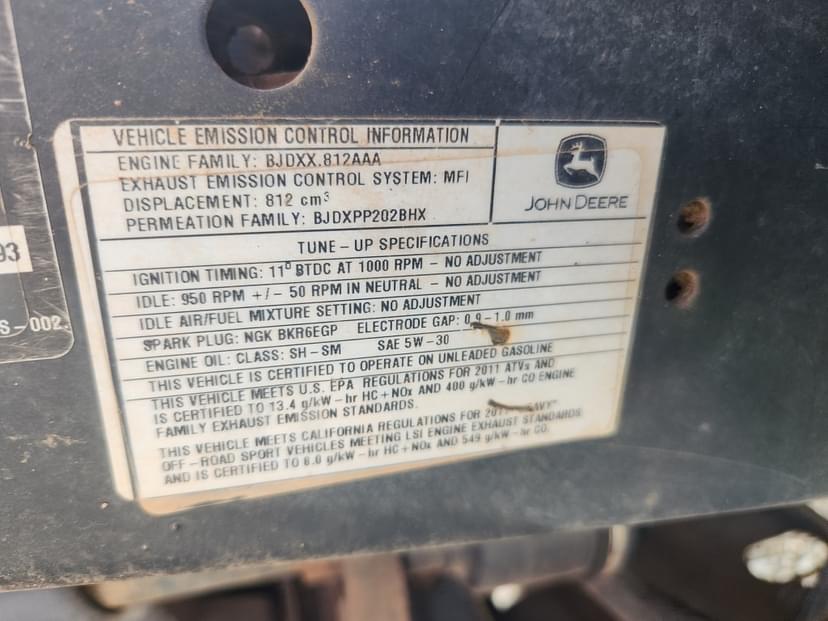 VEHICLE EMISSION CONTROL INFORMATION
ENGINE FAMILY: BJDXX.812AAA
EXHAUST EMISSION CONTROL SYSTEM: MFI
DISPLACEMENT: 812 cm³
PERMEATION FAMILY: BJDXPP202BHX
JOHN DEERE
TUNE-UP SPECIFICATIONS
IGNITION TIMING: 11° BTDC AT 1000 RPM - NO ADJUSTMENT
IDLE: 950 RPM +/- 50 RPM IN NEUTRAL - NO ADJUSTMENT
IDLE AIR/FUEL MIXTURE SETTING: NO ADJUSTMENT
SPARK PLUG: NGK BKR6EGP ELECTRODE GAP: 0.9-1.0 mm
ENGINE OIL: CLASS: SH-SM SAE 5W-30
THIS VEHICLE IS CERTIFIED TO OPERATE ON UNLEADED GASOLINE
THIS VEHICLE MEETS U.S. EPA REGULATIONS FOR 2011 ATVs AND
IS CERTIFIED TO 13.4 g/kW-hr HC+NOx AND 400 g/kW-hr CO ENGINE
FAMILY EXHAUST EMISSION STANDARDS.
THIS VEHICLE MEETS CALIFORNIA REGULATIONS FOR
OFF-ROAD SPORT VEHICLES MEETING LSI ENGINE EXHAUST STANDARDS
AND IS CERTIFIED TO 8.0 g/kW-hr HC+NOx AND 549 g/kW-hr CO.
93
S-002